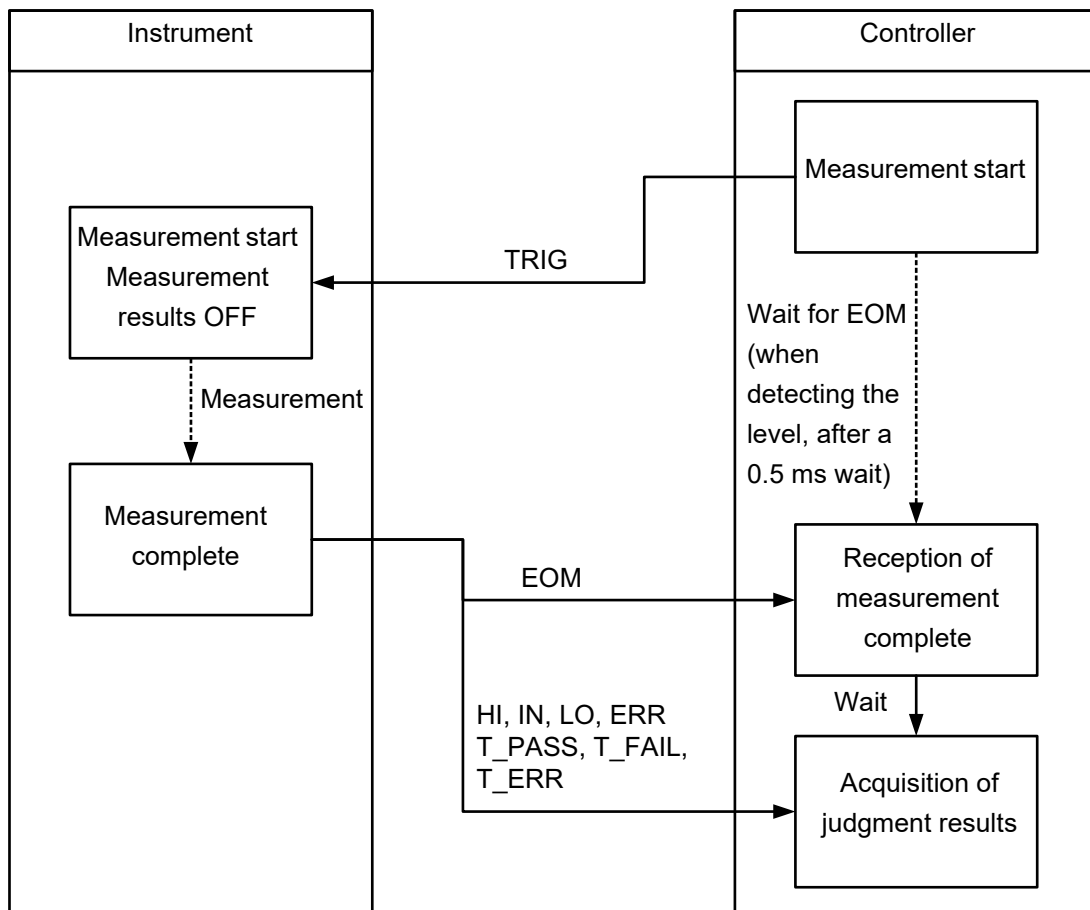 Instrument
Controller
Measurement start
Measurement start
Measurement
results OFF
TRIG
Wait for EOM
(when
detecting the
level, after a
0.5 ms wait)
Measurement
Measurement
complete
EOM
Reception of
measurement
complete
Wait
HI, IN, LO, ERR
T_PASS, T_FAIL,
T_ERR
Acquisition of
judgment results